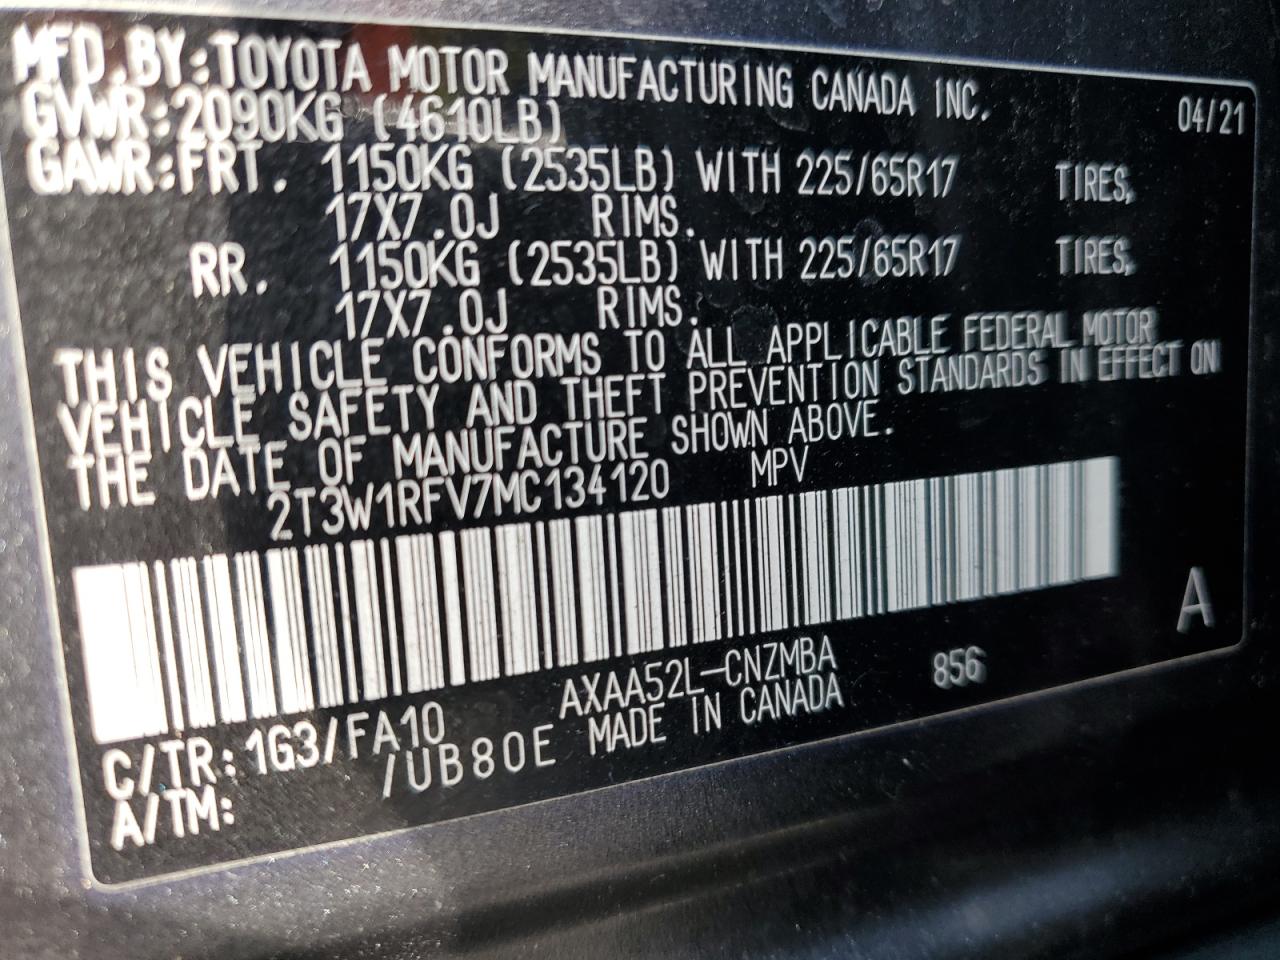 MFD.BY:TOYOTA MOTOR MANUFACTURING CANADA INC. 04/21
GVWR:2090KG (4610LB)
GAWR:FRT. 1150KG (2535LB) WITH 225/65R17 TIRES,
17X7.0J RIMS.
RR. 1150KG (2535LB) WITH 225/65R17 TIRES,
17X7.0J RIMS.
THIS VEHICLE CONFORMS TO ALL APPLICABLE FEDERAL MOTOR
VEHICLE SAFETY AND THEFT PREVENTION STANDARDS IN EFFECT ON
THE DATE OF MANUFACTURE SHOWN ABOVE.
2T3W1RFV7MC134120 MPV
A
AXAA52L-CNZMBA 856
C/TR:1G3/FA10 MADE IN CANADA
A/TM: /UB80E